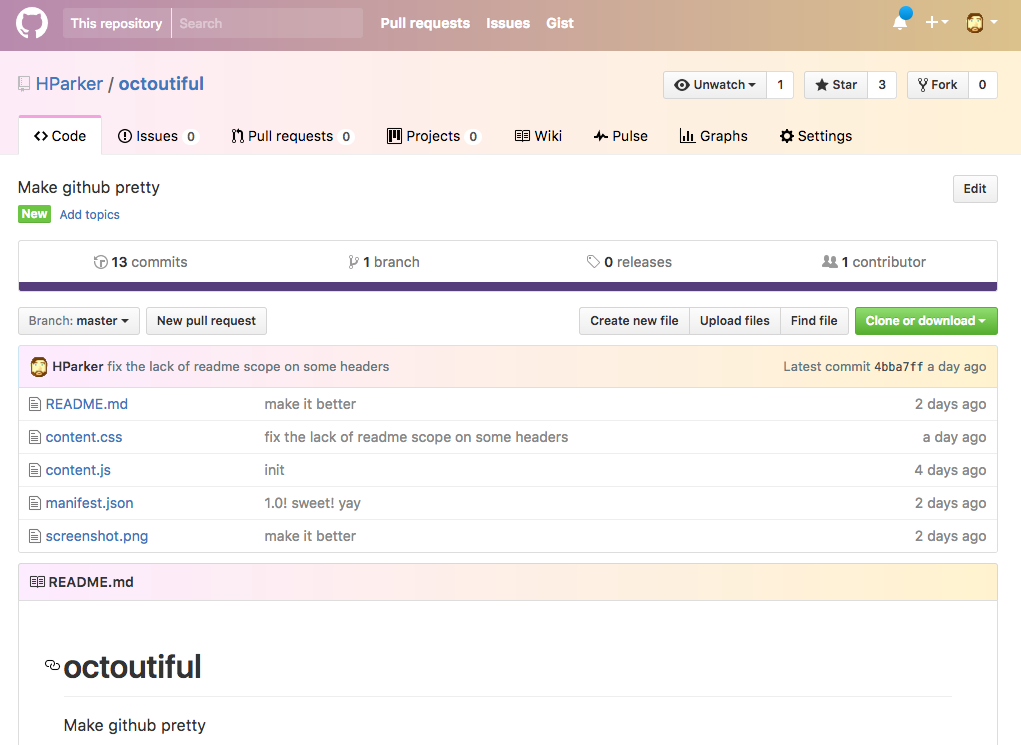 This repository Search Pull requests Issues Gist
HParker / octoutiful Unwatch 1 Star 3 Fork 0
Code Issues 0 Pull requests 0 Projects 0 Wiki Pulse Graphs Settings
Make github pretty Edit
New Add topics
13 commits 1 branch 0 releases 1 contributor
Branch: master New pull request Create new file Upload files Find file Clone or download
HParker fix the lack of readme scope on some headers Latest commit 4bba7ff a day ago
README.md make it better 2 days ago
content.css fix the lack of readme scope on some headers a day ago
content.js init 4 days ago
manifest.json 1.0! sweet! yay 2 days ago
screenshot.png make it better 2 days ago
README.md
octoutiful
Make github pretty